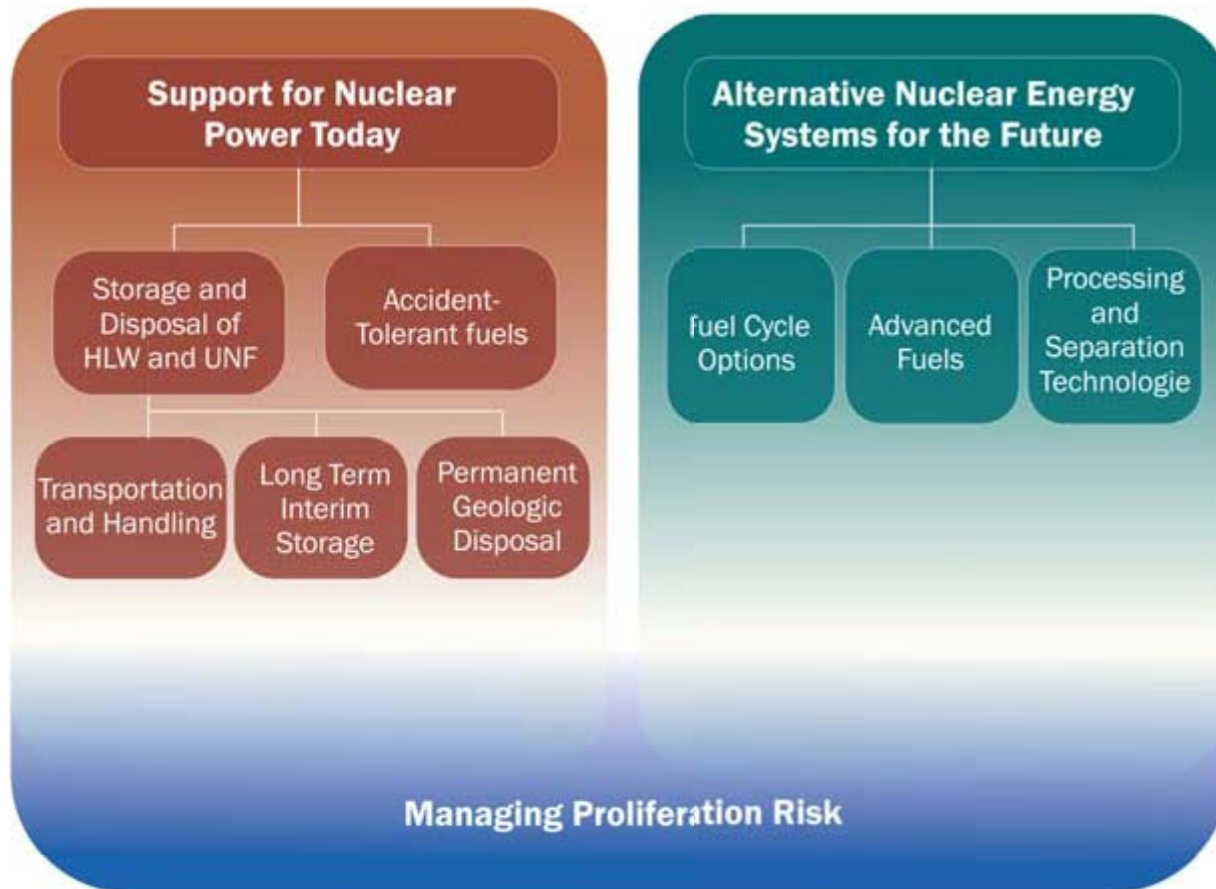 Support for Nuclear
Power Today
Storage and
Disposal of
HLW and UNF
Accident-
Tolerant fuels
Transportation
and Handling
Long Term
Interim
Storage
Permanent
Geologic
Disposal
Alternative Nuclear Energy
Systems for the Future
Fuel Cycle
Options
Advanced
Fuels
Processing
and
Separation
Technologie
Managing Proliferation Risk